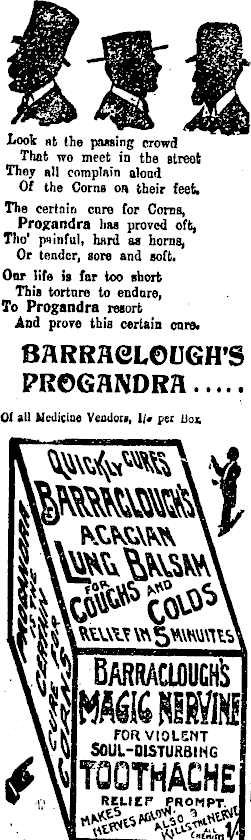 Look at the passing crowd
That we meet in the street
They all complain aloud
Of the Corns on their feet.
The certain cure for Corns,
Progandra has proved oft,
Tho' painful, hard as horns,
Or tender, sore and soft.
Our life is far too short
This torture to endure,
To Progandra resort
And prove this certain cure.
BARRACLOUGH'S
PROGANDRA .....
Of all Medicine Vendors, 1/- per Box.
QUICKLY CURES
BARRACLOUGH'S
ACACIAN
LUNG BALSAM
FOR
COUGHS AND
COLDS
RELIEF IN 5 MINUITES
PROGANDRA
IS THE
CERTAIN
CURE FOR
CORNS
BARRACLOUGH'S
MAGIC NERVINE
FOR VIOLENT
SOUL-DISTURBING
TOOTHACHE
RELIEF PROMPT
MAKES
NERVES AGLOW.
ALSO
KILLS THE NERVE
ALL
CHEMISTS